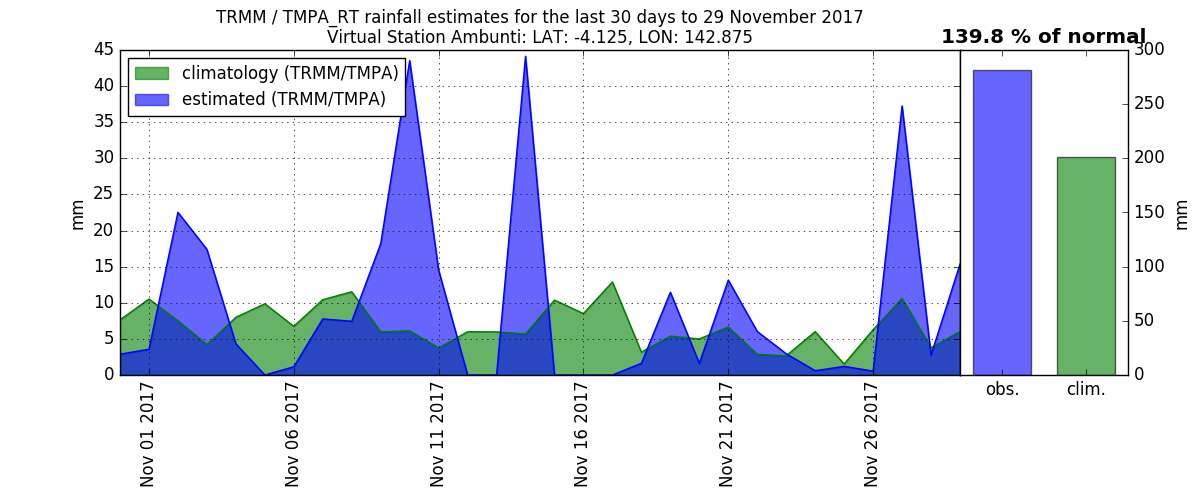 TRMM / TMPA_RT rainfall estimates for the last 30 days to 29 November 2017
Virtual Station Ambunti: LAT: -4.125, LON: 142.875
139.8 % of normal
climatology (TRMM/TMPA)
estimated (TRMM/TMPA)
mm
45
40
35
30
25
20
15
10
5
0
Nov 01 2017
Nov 06 2017
Nov 11 2017
Nov 16 2017
Nov 21 2017
Nov 26 2017
obs.
clim.
300
250
200
150
100
50
0
mm